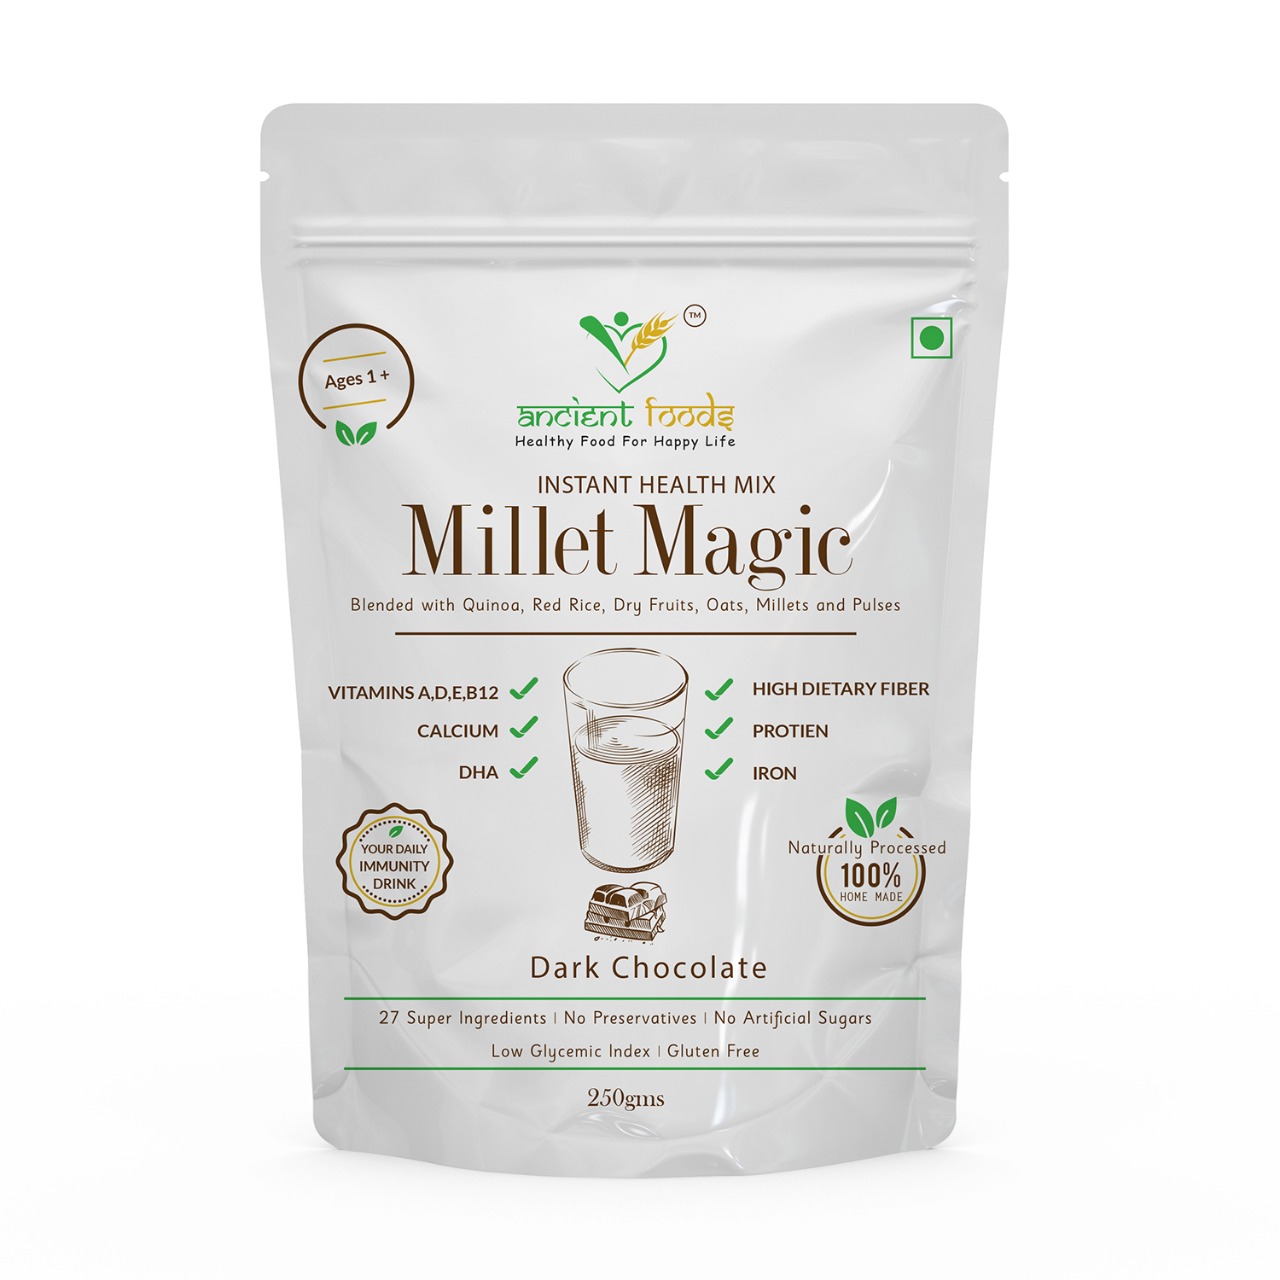 TM
Ages 1 +
ancient foods
Healthy Food For Happy Life
INSTANT HEALTH MIX
Millet Magic
Blended with Quinoa, Red Rice, Dry Fruits, Oats, Millets and Pulses
VITAMINS A,D,E,B12
CALCIUM
DHA
HIGH DIETARY FIBER
PROTIEN
IRON
YOUR DAILY
IMMUNITY
DRINK
Naturally Processed
100%
HOME MADE
Dark Chocolate
27 Super Ingredients | No Preservatives | No Artificial Sugars
Low Glycemic Index | Gluten Free
250gms